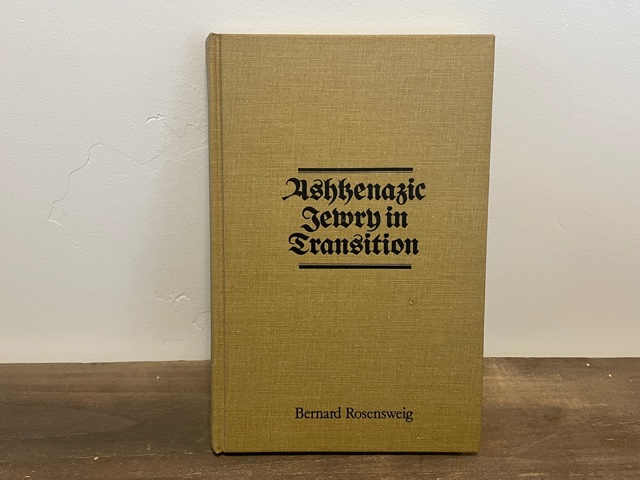 Ashkenazic
Jewry in
Transition
Bernard Rosensweig